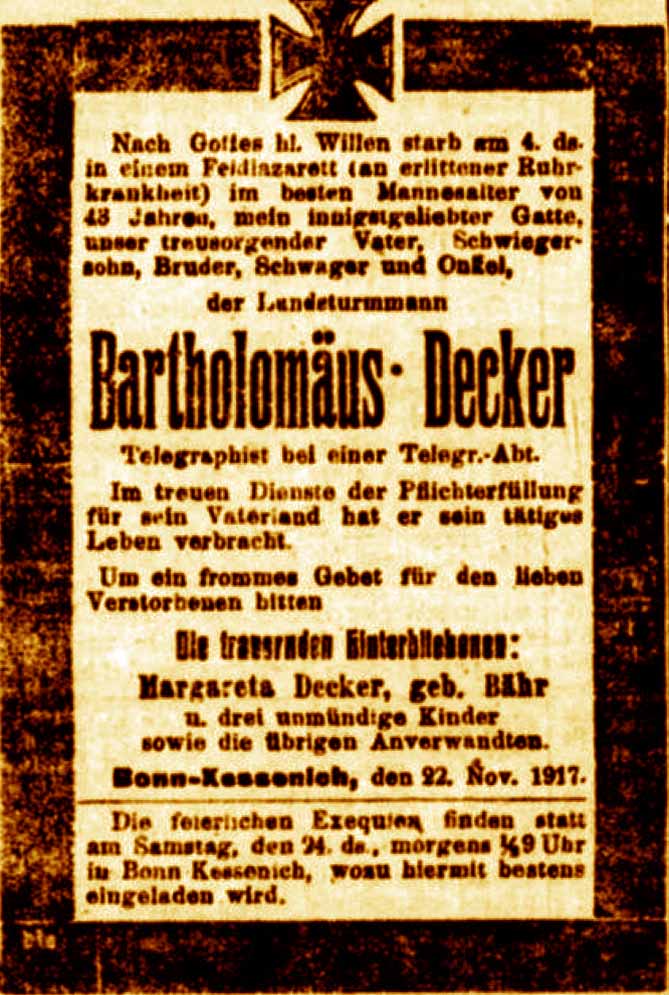 Nach Gottes hl. Willen starb am 4. ds.
in einem Feldlazarett (an erlittener Ruhr-
krankheit) im besten Mannesalter von
43 Jahren, mein innigstgeliebter Gatte,
unser treusorgender Vater, Schwieger-
sohn, Bruder, Schwager und Onkel,
der Landsturmmann
Bartholomäus Decker
Telegraphist bei einer Telegr.-Abt.
Im treuen Dienste der Pflichterfüllung
für sein Vaterland hat er sein tätiges
Leben verbracht.
Um ein frommes Gebet für den lieben
Verstorbenen bitten
Die trauernden Hinterbliebenen:
Margareta Decker, geb. Bähr
u. drei unmündige Kinder
sowie die übrigen Anverwandten.
Bonn-Kessenich, den 22. Nov. 1917.
Die feierlichen Exequien finden statt
am Samstag, den 24. ds., morgens ½9 Uhr
in Bonn Kessenich, wozu hiermit bestens
eingeladen wird.